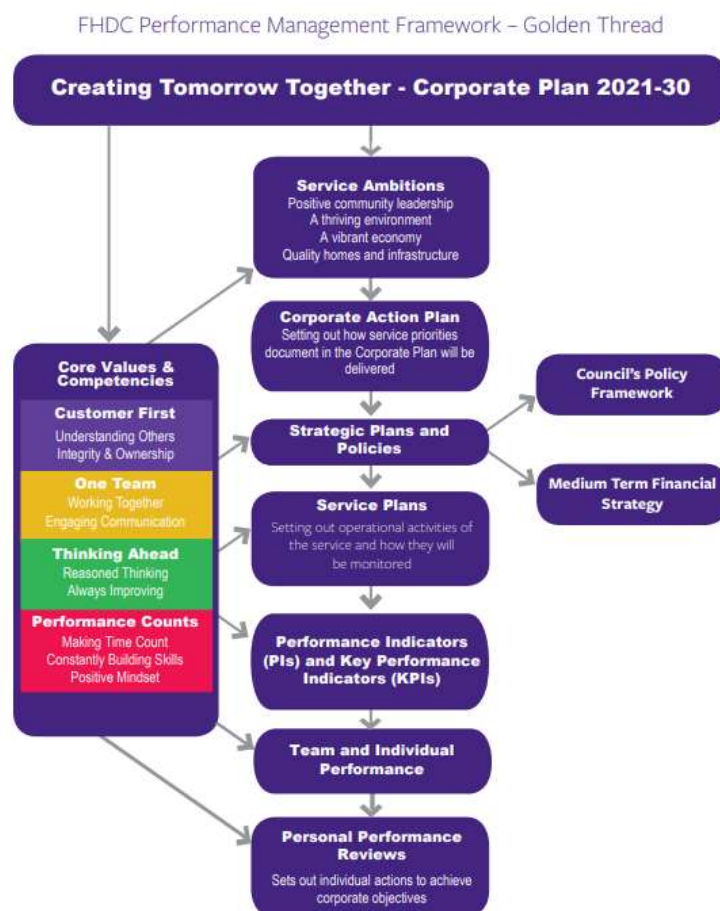 FHDC Performance Management Framework – Golden Thread
Creating Tomorrow Together - Corporate Plan 2021-30
Service Ambitions
Positive community leadership
A thriving environment
A vibrant economy
Quality homes and infrastructure
Corporate Action Plan
Setting out how service priorities
document in the Corporate Plan will be
delivered
Core Values &
Competencies
Customer First
Understanding Others
Integrity & Ownership
One Team
Working Together
Engaging Communication
Thinking Ahead
Reasoned Thinking
Always Improving
Performance Counts
Making Time Count
Constantly Building Skills
Positive Mindset
Strategic Plans and
Policies
Council's Policy
Framework
Medium Term Financial
Strategy
Service Plans
Setting out operational activities of
the service and how they will
be monitored
Performance Indicators
(PIs) and Key Performance
Indicators (KPIs)
Team and Individual
Performance
Personal Performance
Reviews
Sets out individual actions to achieve
corporate objectives